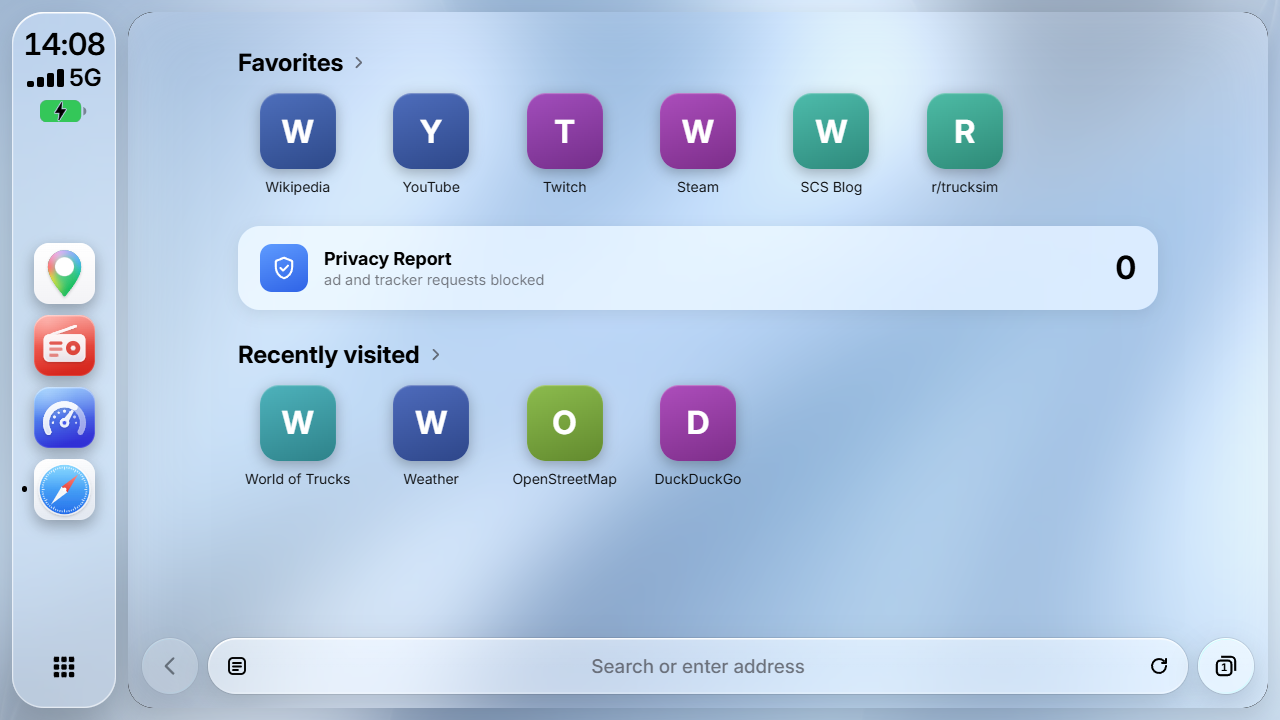 14:08
5G
Favorites
W
Y
T
W
W
R
Wikipedia
YouTube
Twitch
Steam
SCS Blog
r/trucksim
Privacy Report
ad and tracker requests blocked
0
Recently visited
W
W
O
D
World of Trucks
Weather
OpenStreetMap
DuckDuckGo
Search or enter address
1